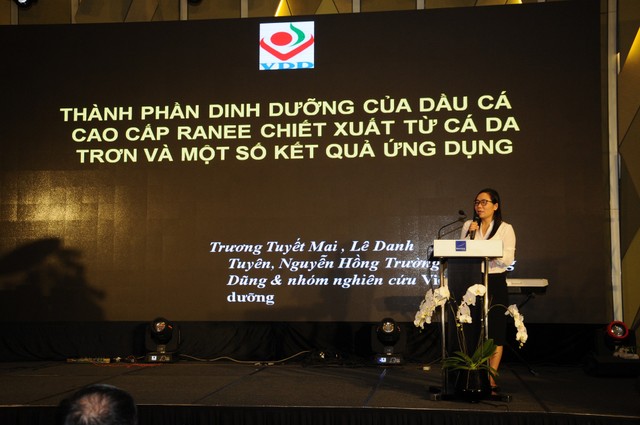 VDD
THÀNH PHẦN DINH DƯỠNG CỦA DẦU CÁ
CAO CẤP RANEE CHIẾT XUẤT TỪ CÁ DA
TRƠN VÀ MỘT SỐ KẾT QUẢ ỨNG DỤNG
Trương Tuyết Mai , Lê Danh
Tuyên, Nguyễn Hồng Trường
Dũng & nhóm nghiên cứu
dưỡng